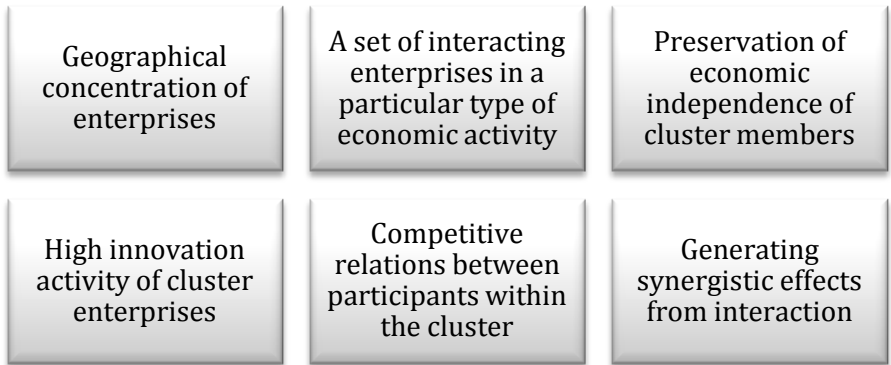 Geographical
concentration of
enterprises
A set of interacting
enterprises in a
particular type of
economic activity
Preservation of
economic
independence of
cluster members
High innovation
activity of cluster
enterprises
Competitive
relations between
participants within
the cluster
Generating
synergistic effects
from interaction